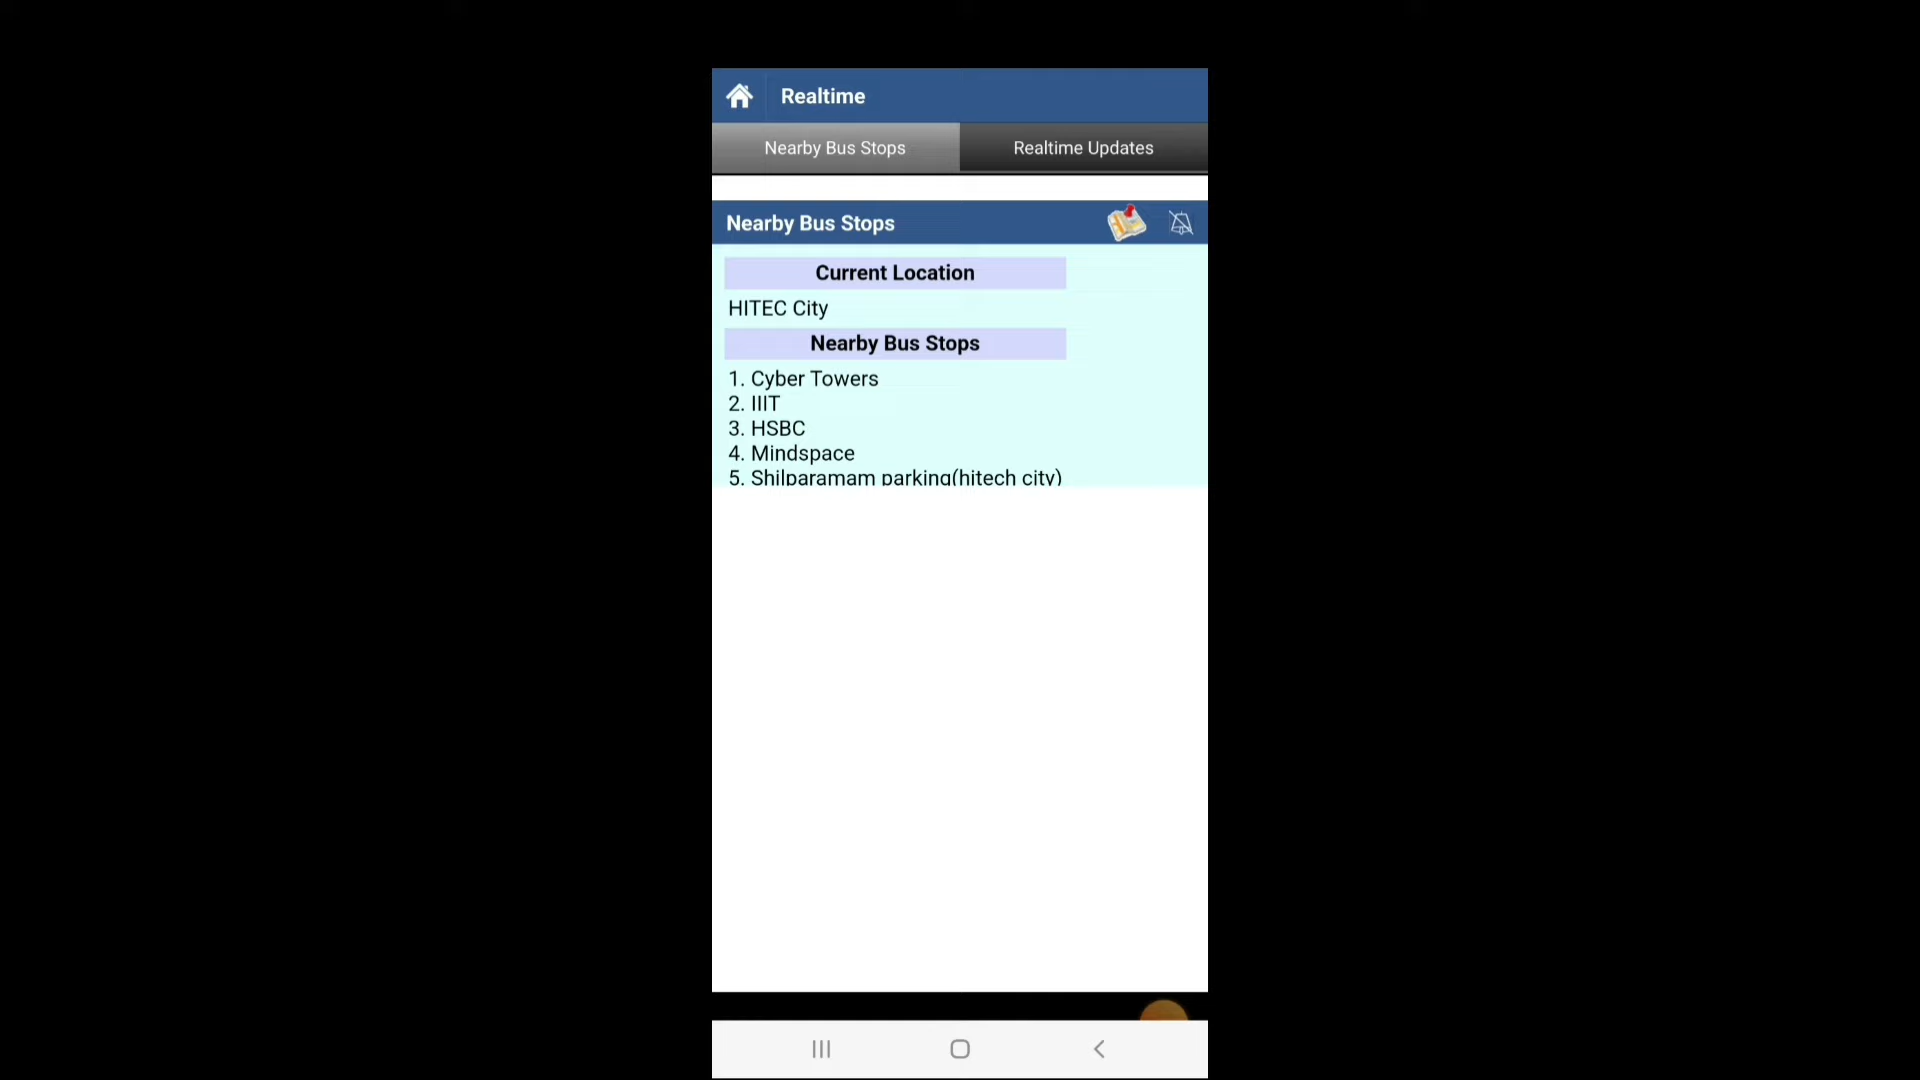 Realtime
Nearby Bus Stops
Realtime Updates
Nearby Bus Stops
Current Location
HITEC City
Nearby Bus Stops
1. Cyber Towers
2. IIIT
3. HSBC
4. Mindspace
5. Shilparamam parking(hitech city)